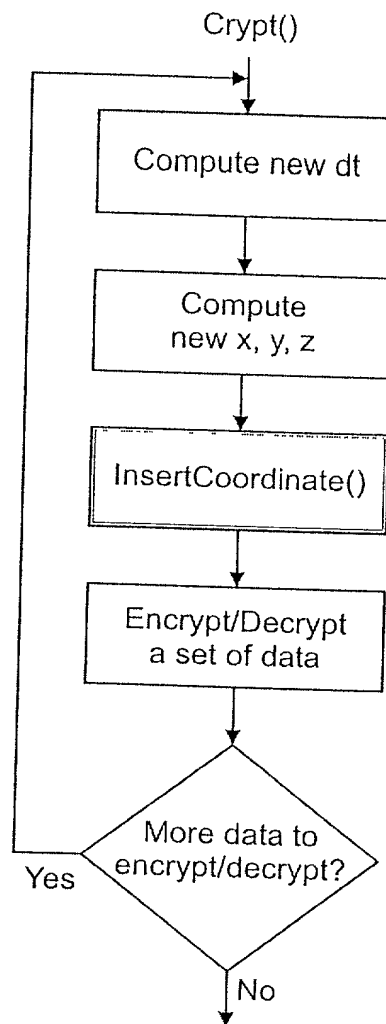 Crypt()
Compute new dt
Compute
new x, y, z
InsertCoordinate()
Encrypt/Decrypt
a set of data
More data to
encrypt/decrypt?
Yes
No